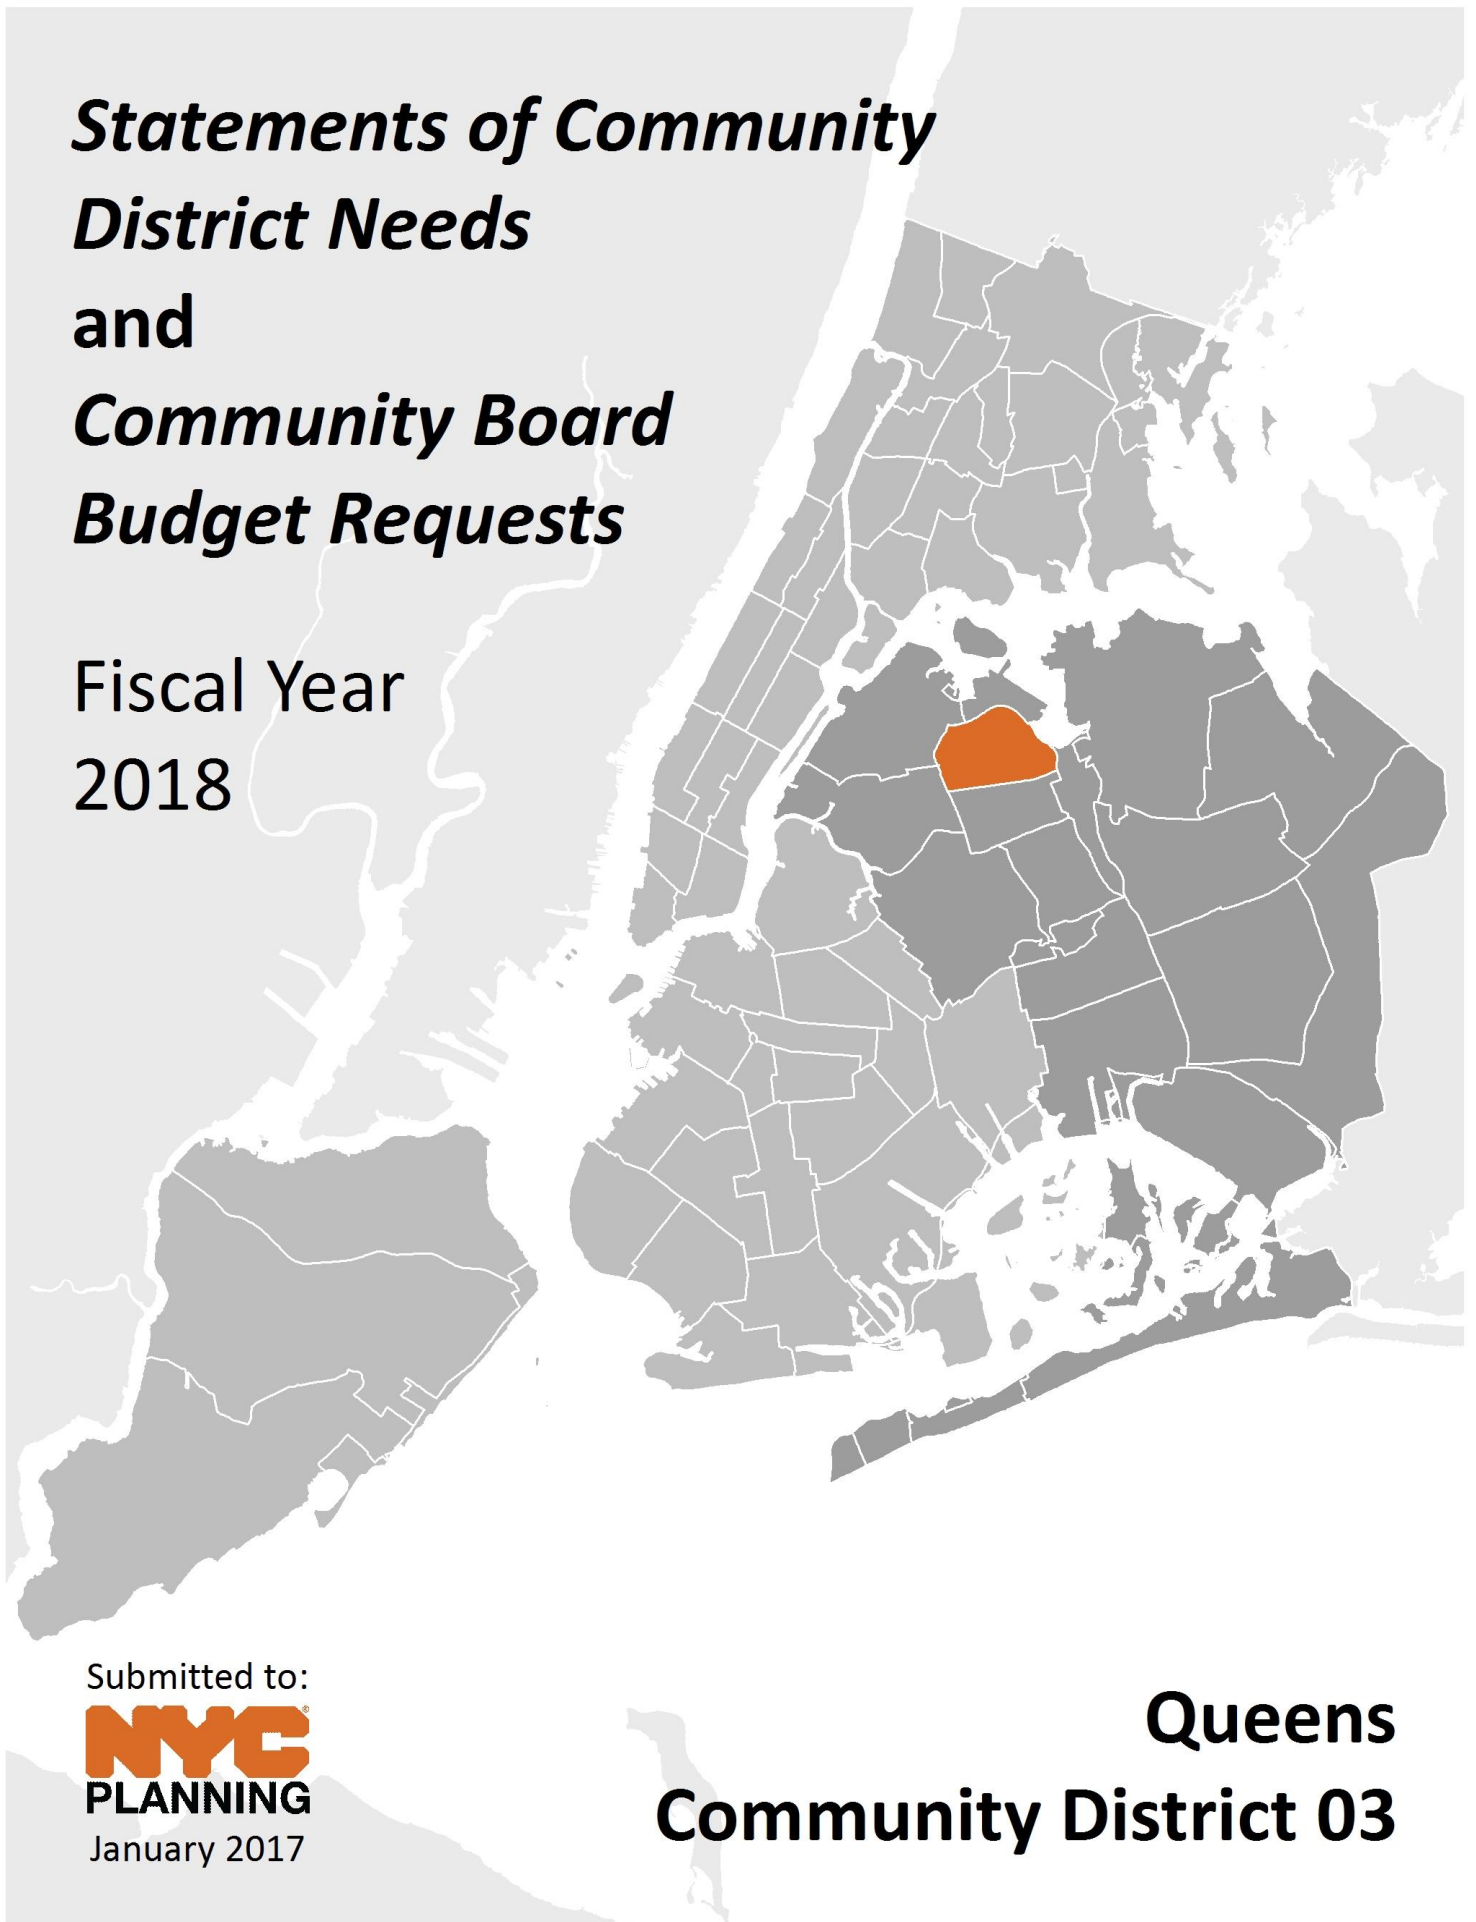 Statements of Community
District Needs
and
Community Board
Budget Requests
Fiscal Year
2018
Submitted to:
NYC®
PLANNING
January 2017
Queens
Community District 03